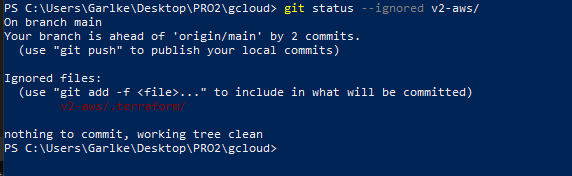 PS C:\Users\Garlke\Desktop\PRO2\gcloud> git status --ignored v2-aws/
On branch main
Your branch is ahead of 'origin/main' by 2 commits.
  (use "git push" to publish your local commits)

Ignored files:
  (use "git add -f <file>..." to include in what will be committed)
        v2-aws/.terraform/

nothing to commit, working tree clean
PS C:\Users\Garlke\Desktop\PRO2\gcloud>